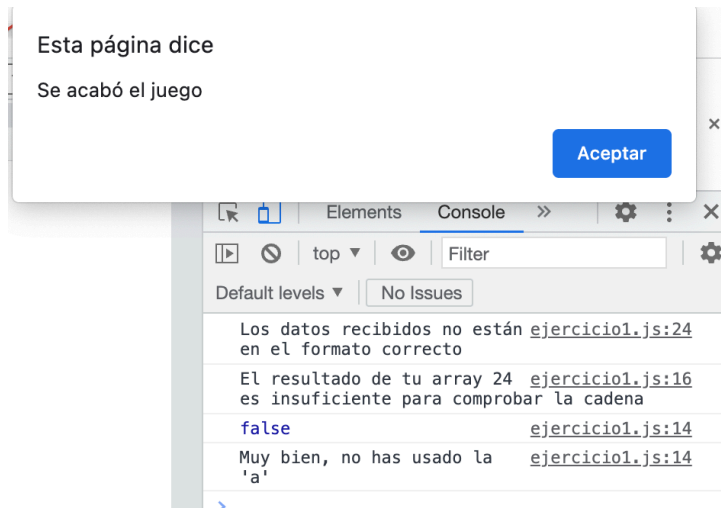 Esta página dice
Se acabó el juego
Aceptar
Elements Console
top Filter
Default levels No Issues
Los datos recibidos no están ejercicio1.js:24
en el formato correcto
El resultado de tu array 24 ejercicio1.js:16
es insuficiente para comprobar la cadena
false ejercicio1.js:14
Muy bien, no has usado la ejercicio1.js:14
'a'